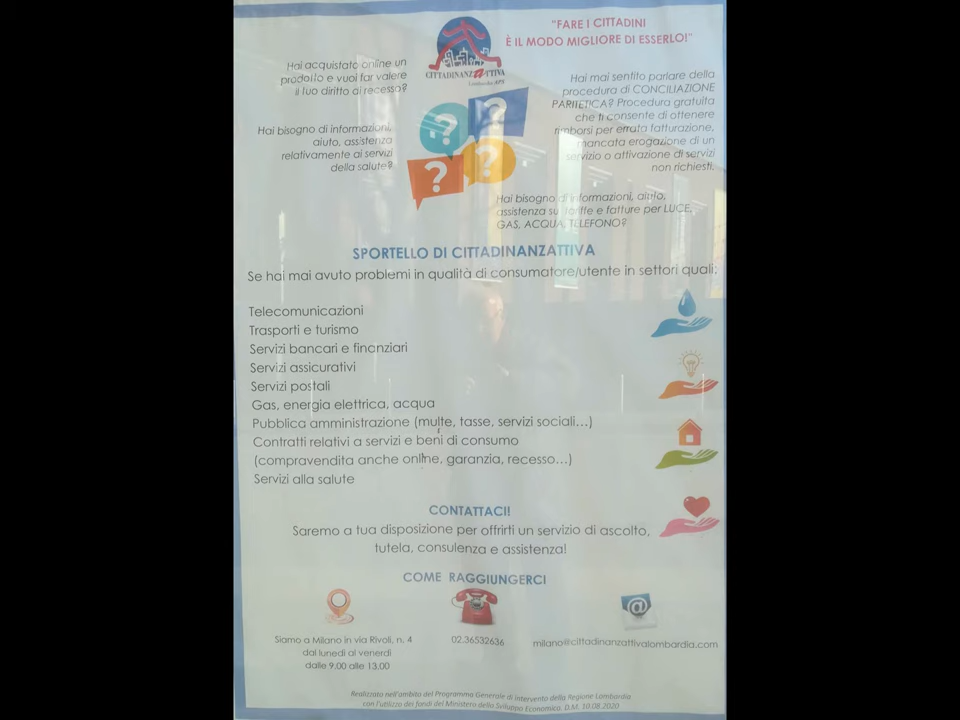 "FARE I CITTADINI
È IL MODO MIGLIORE DI ESSERLO!"
CITTADINANZATTIVA
Lombardia APS
Hai acquistato online un
prodotto e vuoi far valere
il tuo diritto al recesso?
Hai mai sentito parlare della
procedura di CONCILIAZIONE
PARITETICA? Procedura gratuita
che ti consente di ottenere
rimborsi per errata fatturazione,
mancata erogazione di un
servizio o attivazione di servizi
non richiesti.
Hai bisogno di informazioni,
aiuto, assistenza
relativamente ai servizi
della salute?
? ? ? ?
Hai bisogno di informazioni, aiuto,
assistenza su tariffe e fatture per LUCE,
GAS, ACQUA, TELEFONO?
SPORTELLO DI CITTADINANZATTIVA
Se hai mai avuto problemi in qualità di consumatore/utente in settori quali:
Telecomunicazioni
Trasporti e turismo
Servizi bancari e finanziari
Servizi assicurativi
Servizi postali
Gas, energia elettrica, acqua
Pubblica amministrazione (multe, tasse, servizi sociali...)
Contratti relativi a servizi e beni di consumo
(compravendita anche online, garanzia, recesso...)
Servizi alla salute
CONTATTACI!
Saremo a tua disposizione per offrirti un servizio di ascolto,
tutela, consulenza e assistenza!
COME RAGGIUNGERCI
@
Siamo a Milano in via Rivoli, n. 4
dal lunedì al venerdì
dalle 9.00 alle 13.00
02.36532636
milano@cittadinanzattivalombardia.com
Realizzato nell'ambito del Programma Generale di intervento della Regione Lombardia
con l'utilizzo dei fondi del Ministero dello Sviluppo Economico. D.M. 10.08.2020